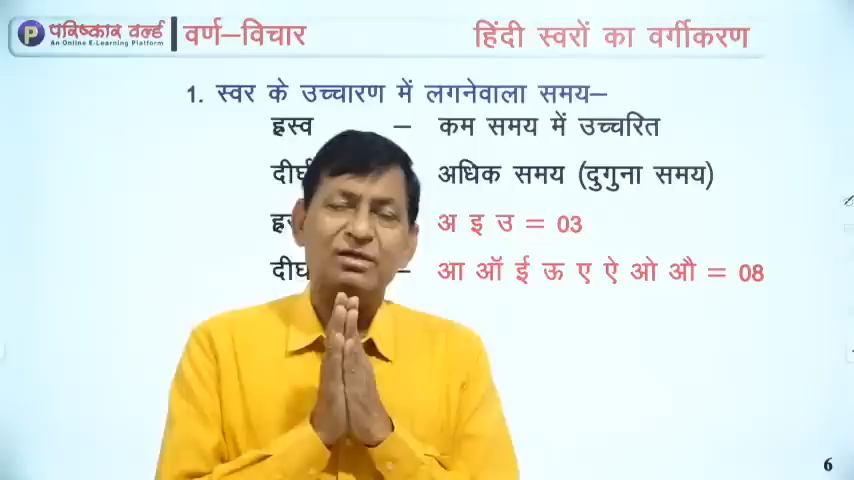 P परिष्कार वर्ल्ड
An Online E-Learning Platform
वर्ण–विचार
हिंदी स्वरों का वर्गीकरण
1. स्वर के उच्चारण में लगनेवाला समय–
ह्रस्व – कम समय में उच्चरित
अधिक समय (दुगुना समय)
– अ इ उ = 03
– आ ऑ ई ऊ ए ऐ ओ औ = 08
6